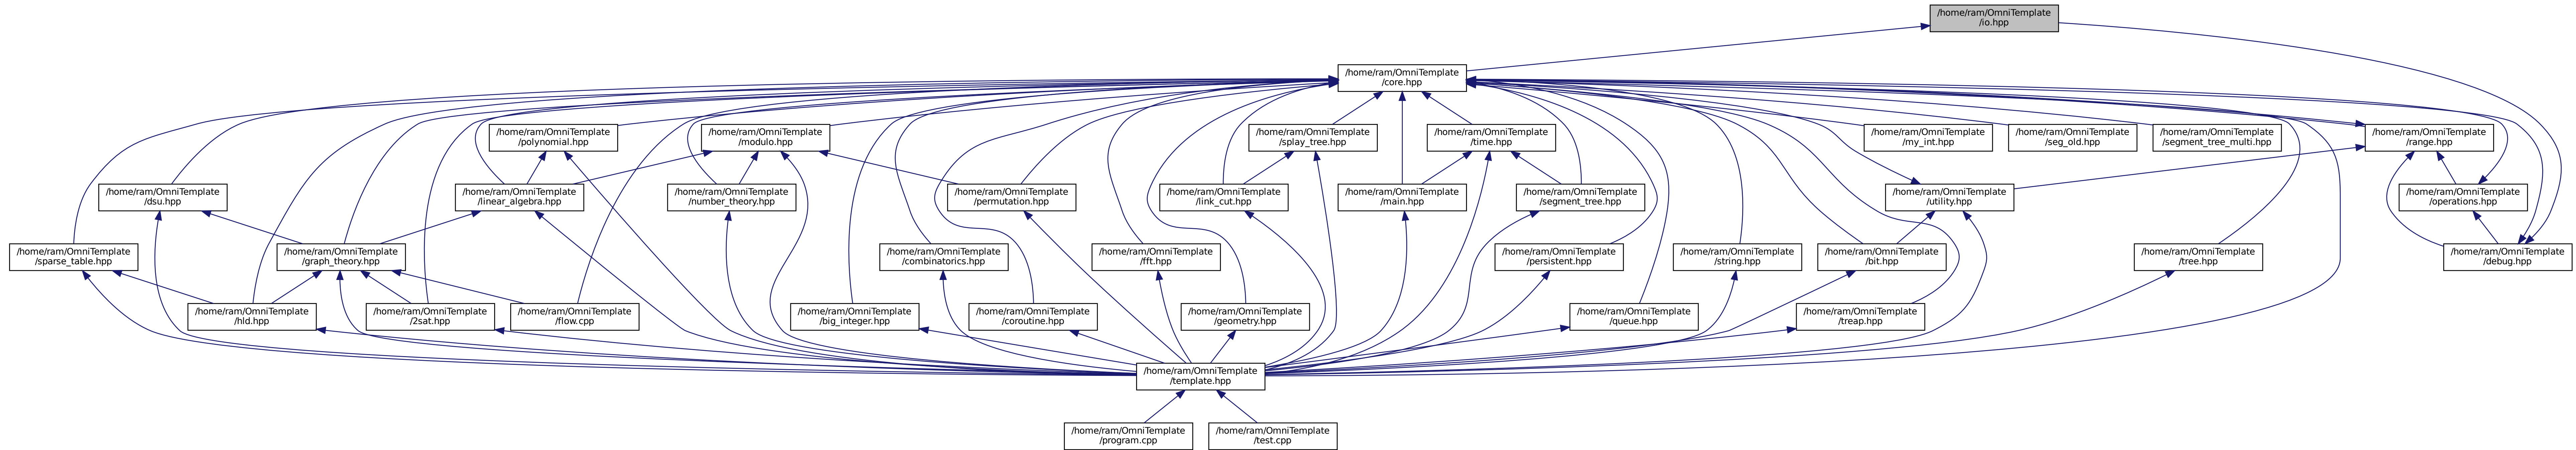 /home/ram/OmniTemplate
/io.hpp
/home/ram/OmniTemplate
/core.hpp
/home/ram/OmniTemplate
/polynomial.hpp
/home/ram/OmniTemplate
/modulo.hpp
/home/ram/OmniTemplate
/splay_tree.hpp
/home/ram/OmniTemplate
/time.hpp
/home/ram/OmniTemplate
/my_int.hpp
/home/ram/OmniTemplate
/seg_old.hpp
/home/ram/OmniTemplate
/segment_tree_multi.hpp
/home/ram/OmniTemplate
/range.hpp
/home/ram/OmniTemplate
/dsu.hpp
/home/ram/OmniTemplate
/linear_algebra.hpp
/home/ram/OmniTemplate
/number_theory.hpp
/home/ram/OmniTemplate
/permutation.hpp
/home/ram/OmniTemplate
/link_cut.hpp
/home/ram/OmniTemplate
/main.hpp
/home/ram/OmniTemplate
/segment_tree.hpp
/home/ram/OmniTemplate
/utility.hpp
/home/ram/OmniTemplate
/operations.hpp
/home/ram/OmniTemplate
/sparse_table.hpp
/home/ram/OmniTemplate
/graph_theory.hpp
/home/ram/OmniTemplate
/combinatorics.hpp
/home/ram/OmniTemplate
/fft.hpp
/home/ram/OmniTemplate
/persistent.hpp
/home/ram/OmniTemplate
/string.hpp
/home/ram/OmniTemplate
/bit.hpp
/home/ram/OmniTemplate
/tree.hpp
/home/ram/OmniTemplate
/debug.hpp
/home/ram/OmniTemplate
/hld.hpp
/home/ram/OmniTemplate
/2sat.hpp
/home/ram/OmniTemplate
/flow.cpp
/home/ram/OmniTemplate
/big_integer.hpp
/home/ram/OmniTemplate
/coroutine.hpp
/home/ram/OmniTemplate
/geometry.hpp
/home/ram/OmniTemplate
/queue.hpp
/home/ram/OmniTemplate
/treap.hpp
/home/ram/OmniTemplate
/template.hpp
/home/ram/OmniTemplate
/program.cpp
/home/ram/OmniTemplate
/test.cpp